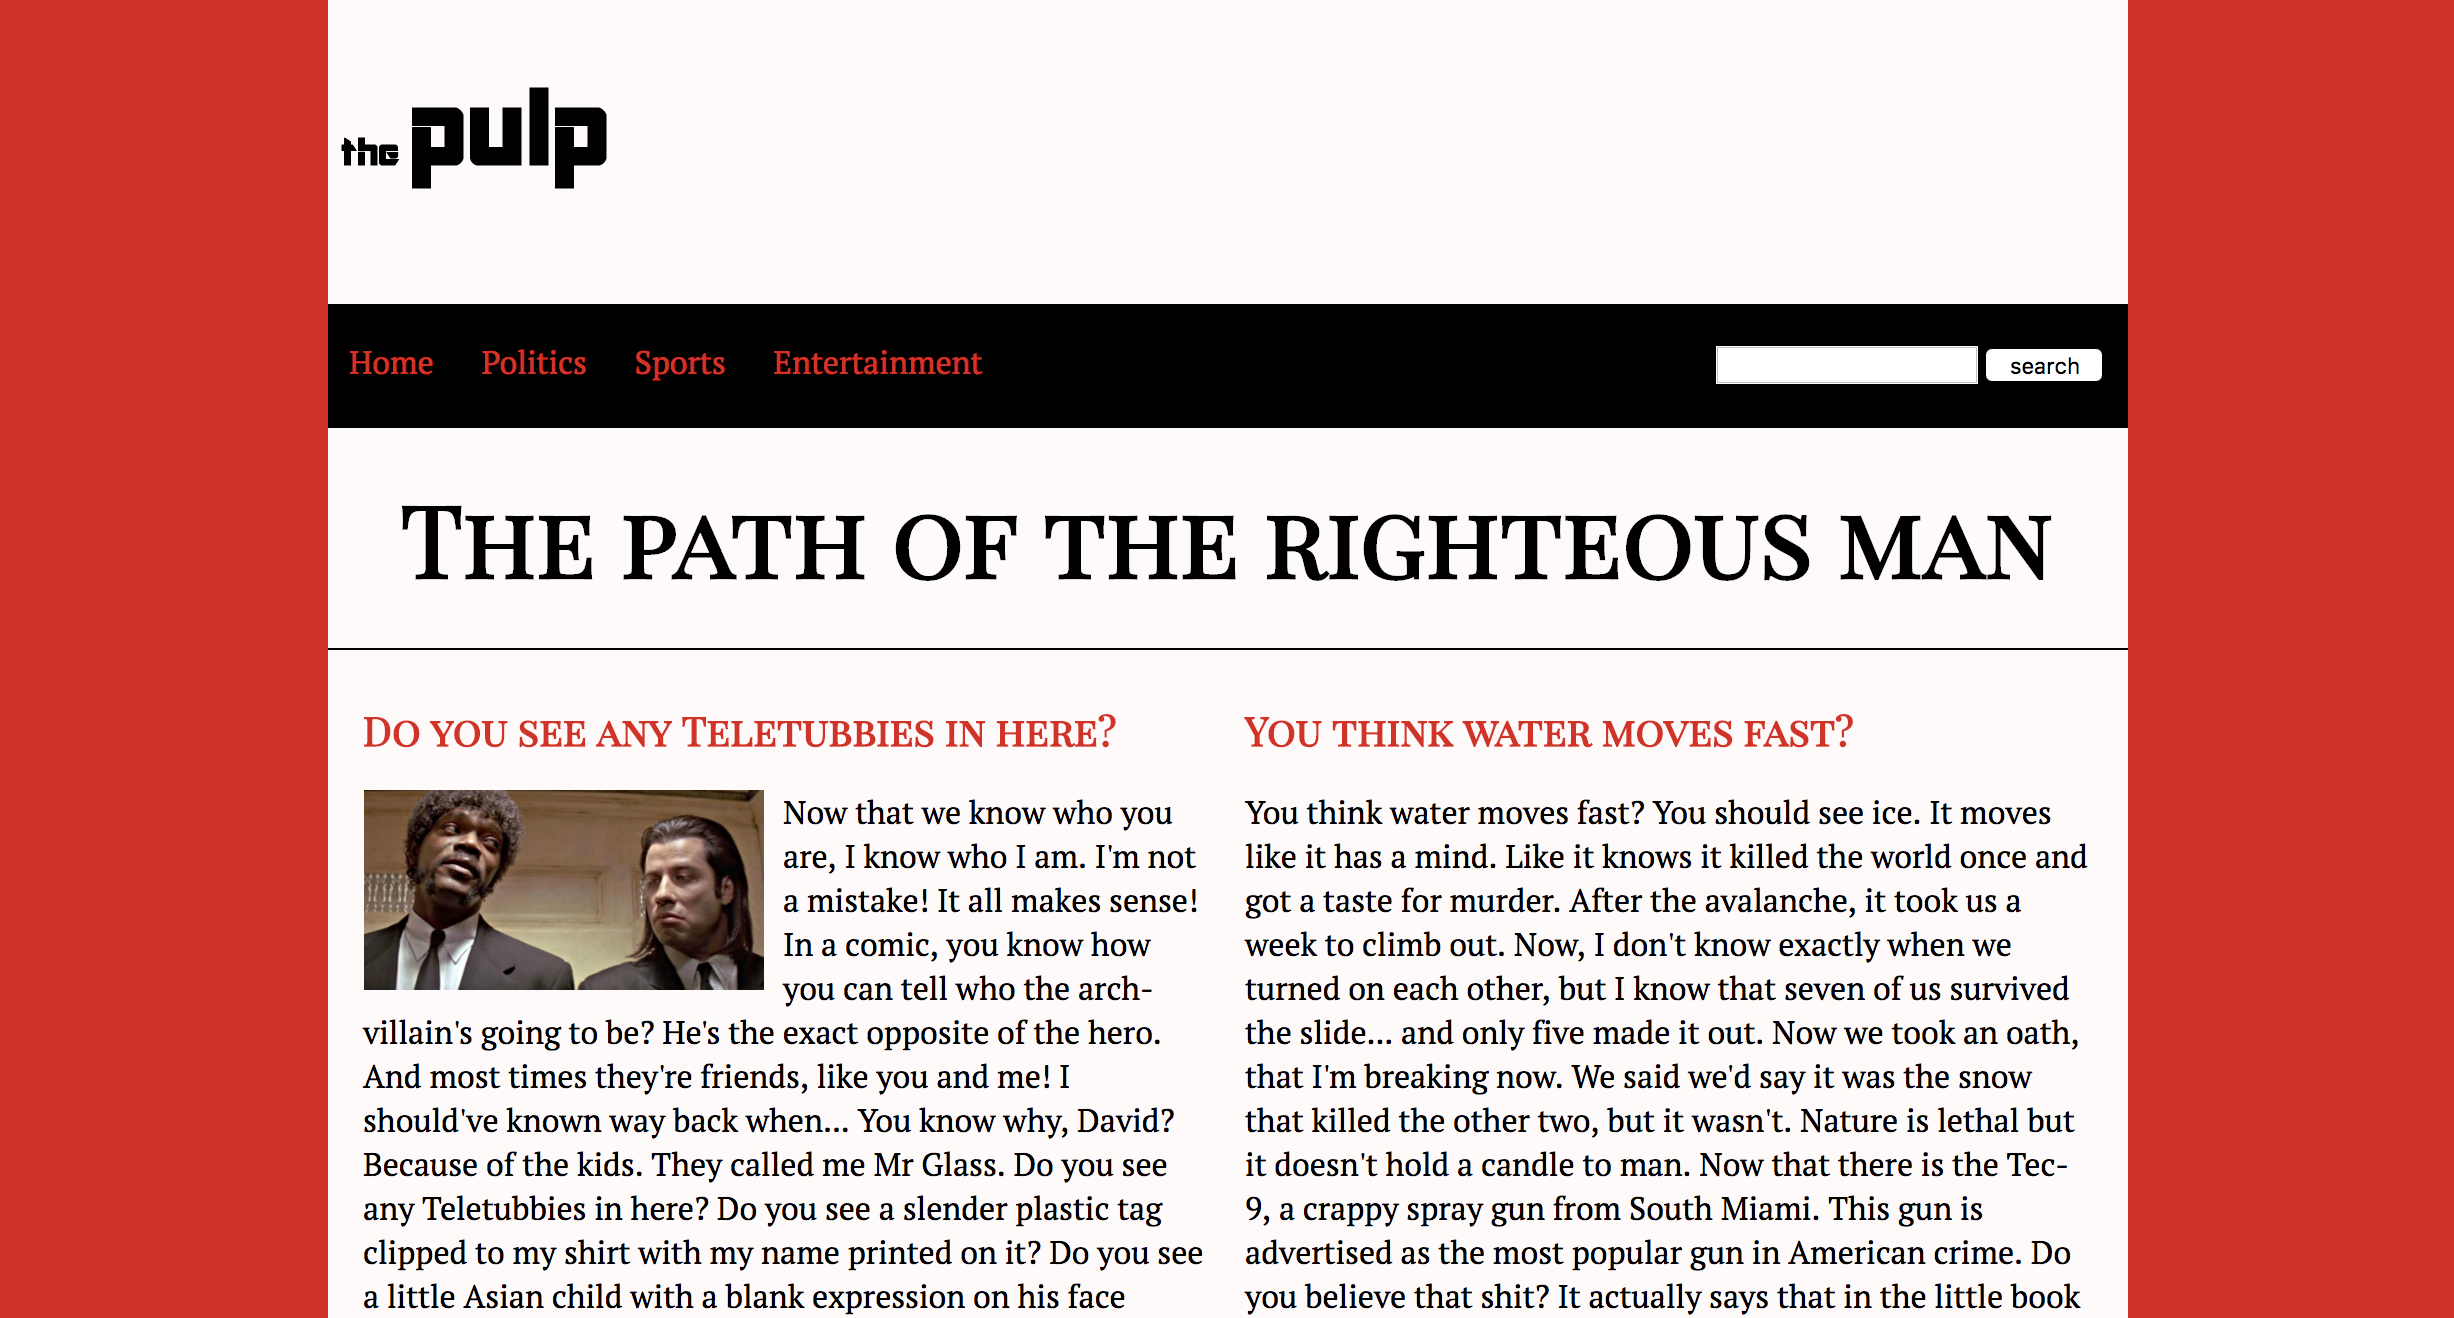 the pulp
Home Politics Sports Entertainment search
The path of the righteous man
Do you see any Teletubbies in here?
Now that we know who you
are, I know who I am. I'm not
a mistake! It all makes sense!
In a comic, you know how
you can tell who the arch-
villain's going to be? He's the exact opposite of the hero.
And most times they're friends, like you and me! I
should've known way back when... You know why, David?
Because of the kids. They called me Mr Glass. Do you see
any Teletubbies in here? Do you see a slender plastic tag
clipped to my shirt with my name printed on it? Do you see
a little Asian child with a blank expression on his face
You think water moves fast?
You think water moves fast? You should see ice. It moves
like it has a mind. Like it knows it killed the world once and
got a taste for murder. After the avalanche, it took us a
week to climb out. Now, I don't know exactly when we
turned on each other, but I know that seven of us survived
the slide... and only five made it out. Now we took an oath,
that I'm breaking now. We said we'd say it was the snow
that killed the other two, but it wasn't. Nature is lethal but
it doesn't hold a candle to man. Now that there is the Tec-
9, a crappy spray gun from South Miami. This gun is
advertised as the most popular gun in American crime. Do
you believe that shit? It actually says that in the little book